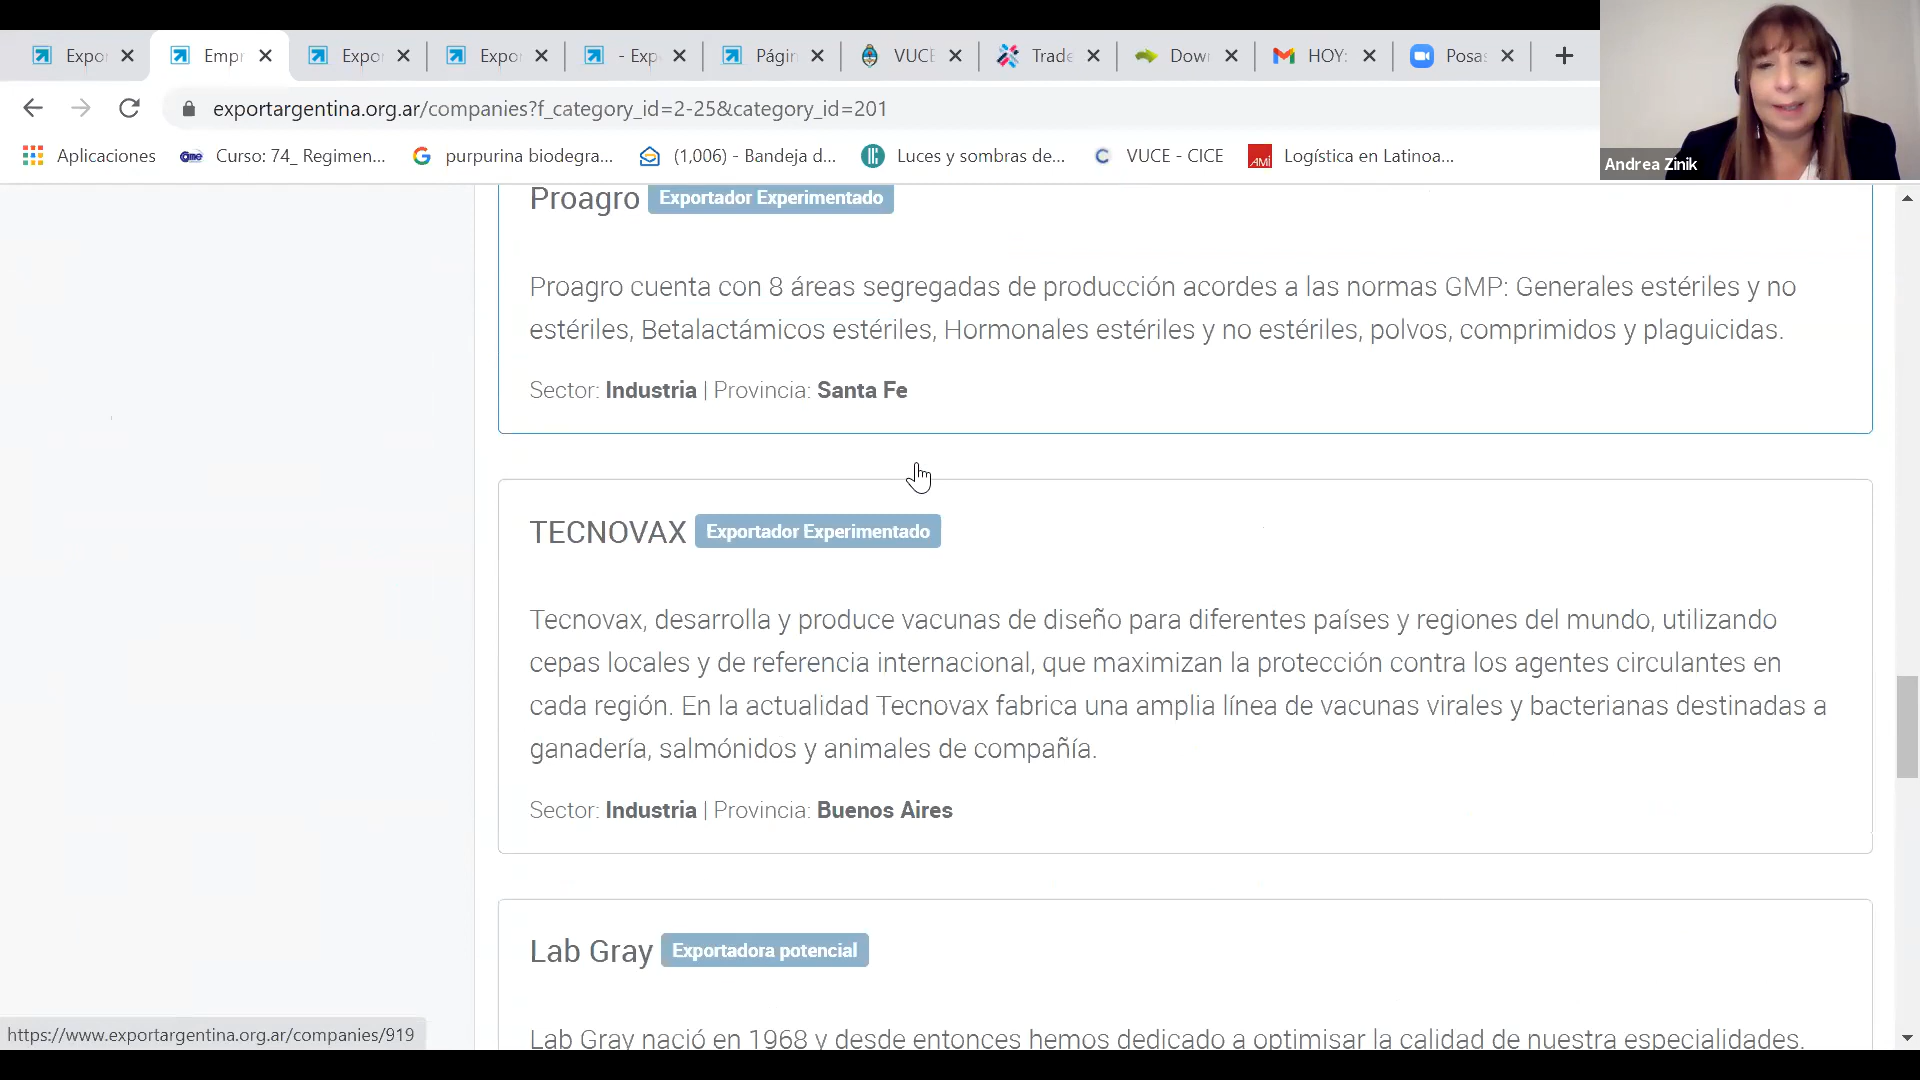 Expo
Emp
Expo
Expo
- Exp
Págin
VUCE
Trade
Dow
HOY:
Posas
exportargentina.org.ar/companies?f_category_id=2-25&category_id=201
Aplicaciones
Curso: 74_ Regimen...
purpurina biodegra...
(1,006) - Bandeja d...
Luces y sombras de...
VUCE - CICE
Logística en Latinoa...
Andrea Zinik
Proagro Exportador Experimentado
Proagro cuenta con 8 áreas segregadas de producción acordes a las normas GMP: Generales estériles y no
estériles, Betalactámicos estériles, Hormonales estériles y no estériles, polvos, comprimidos y plaguicidas.
Sector: Industria | Provincia: Santa Fe
TECNOVAX Exportador Experimentado
Tecnovax, desarrolla y produce vacunas de diseño para diferentes países y regiones del mundo, utilizando
cepas locales y de referencia internacional, que maximizan la protección contra los agentes circulantes en
cada región. En la actualidad Tecnovax fabrica una amplia línea de vacunas virales y bacterianas destinadas a
ganadería, salmónidos y animales de compañía.
Sector: Industria | Provincia: Buenos Aires
Lab Gray Exportadora potencial
Lab Gray nació en 1968 y desde entonces hemos dedicado a optimisar la calidad de nuestra especialidades.
https://www.exportargentina.org.ar/companies/919